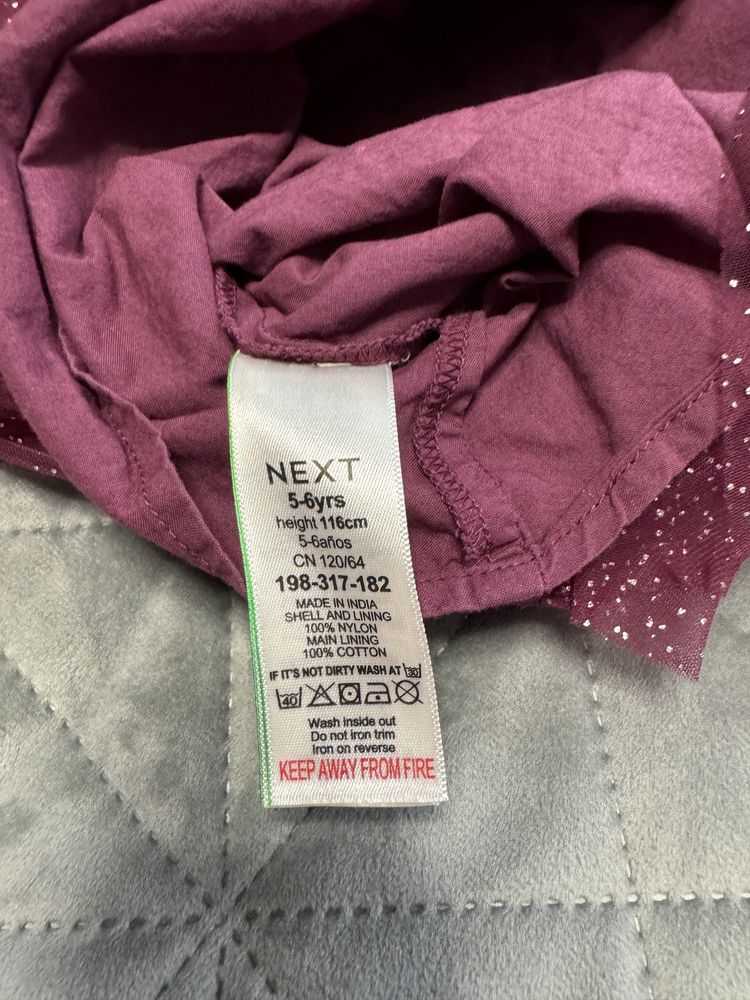 NEXT
5-6yrs
height 116cm
5-6años
CN 120/64
198-317-182
MADE IN INDIA
SHELL AND LINING
100% NYLON
MAIN LINING
100% COTTON
IF IT'S NOT DIRTY WASH AT 30
40
Wash inside out
Do not iron trim
Iron on reverse
KEEP AWAY FROM FIRE